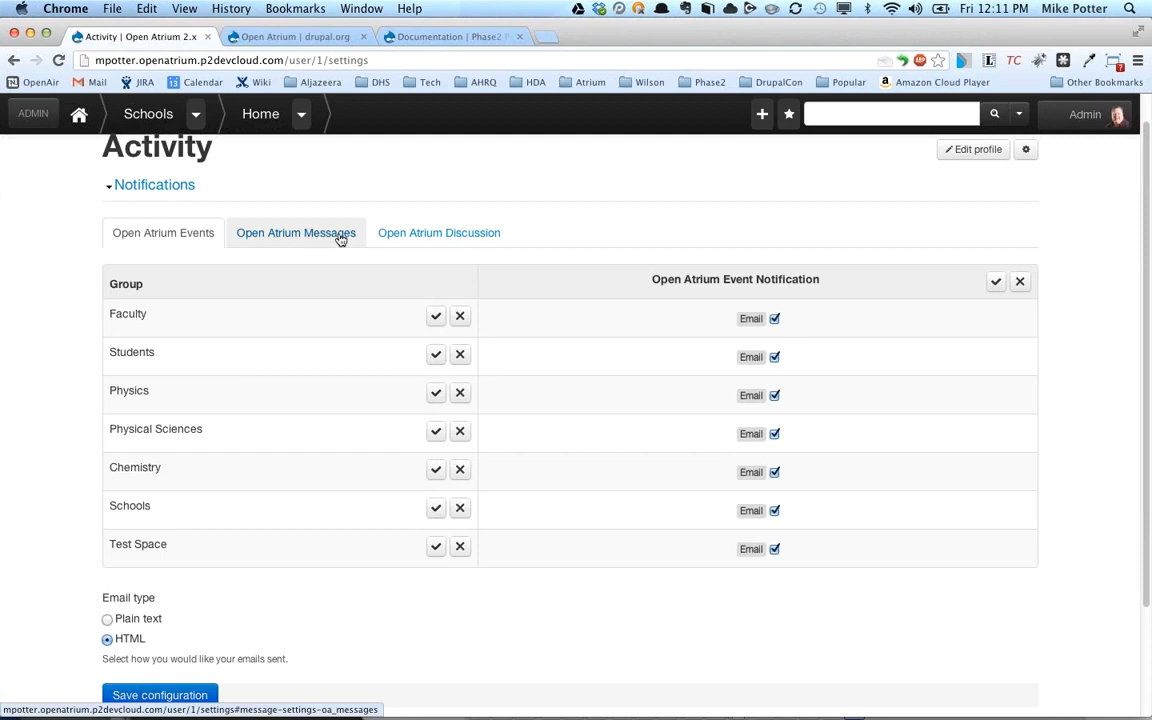 Chrome File Edit View History Bookmarks Window Help Fri 12:11 PM Mike Potter
Activity | Open Atrium 2.x Open Atrium | drupal.org Documentation | Phase2 P
mpotter.openatrium.p2devcloud.com/user/1/settings
OpenAir Mail JIRA Calendar Wiki Aljazeera DHS Tech AHRQ HDA Atrium Wilson Phase2 DrupalCon Popular Amazon Cloud Player Other Bookmarks
ADMIN Schools Home Admin
Activity
Edit profile
Notifications
Open Atrium Events Open Atrium Messages Open Atrium Discussion
Group Open Atrium Event Notification
Faculty Email
Students Email
Physics Email
Physical Sciences Email
Chemistry Email
Schools Email
Test Space Email
Email type
Plain text
HTML
Select how you would like your emails sent.
Save configuration
mpotter.openatrium.p2devcloud.com/user/1/settings#message-settings-oa_messages